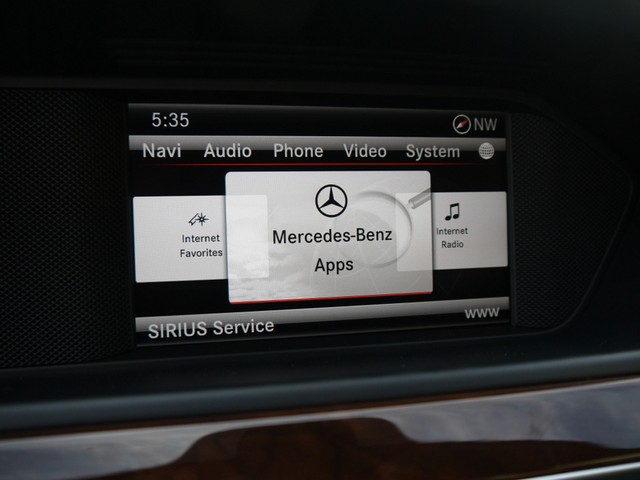 5:35 NW
Navi Audio Phone Video System
Internet
Favorites
Mercedes-Benz
Apps
Internet
Radio
SIRIUS Service www